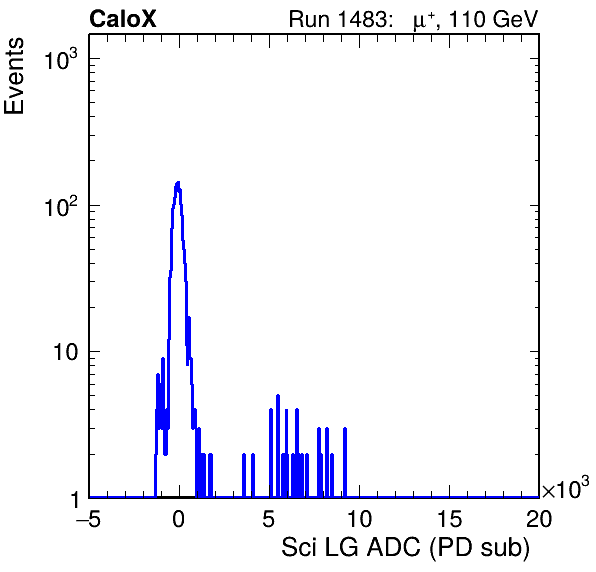 CaloX Run 1483: μ⁺, 110 GeV
Events
10³
10²
10
1
−5 0 5 10 15 20 ×10³
Sci LG ADC (PD sub)